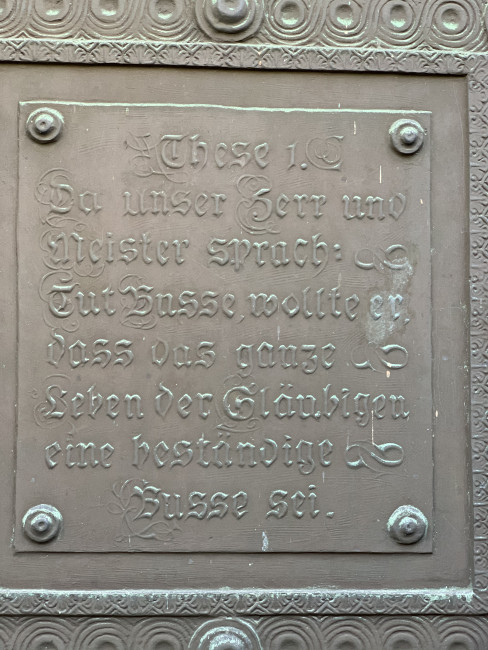 These 1.
Da unser Herr und
Meister sprach:
Tut Busse, wollte er,
dass das ganze
Leben der Gläubigen
eine beständige
Busse sei.